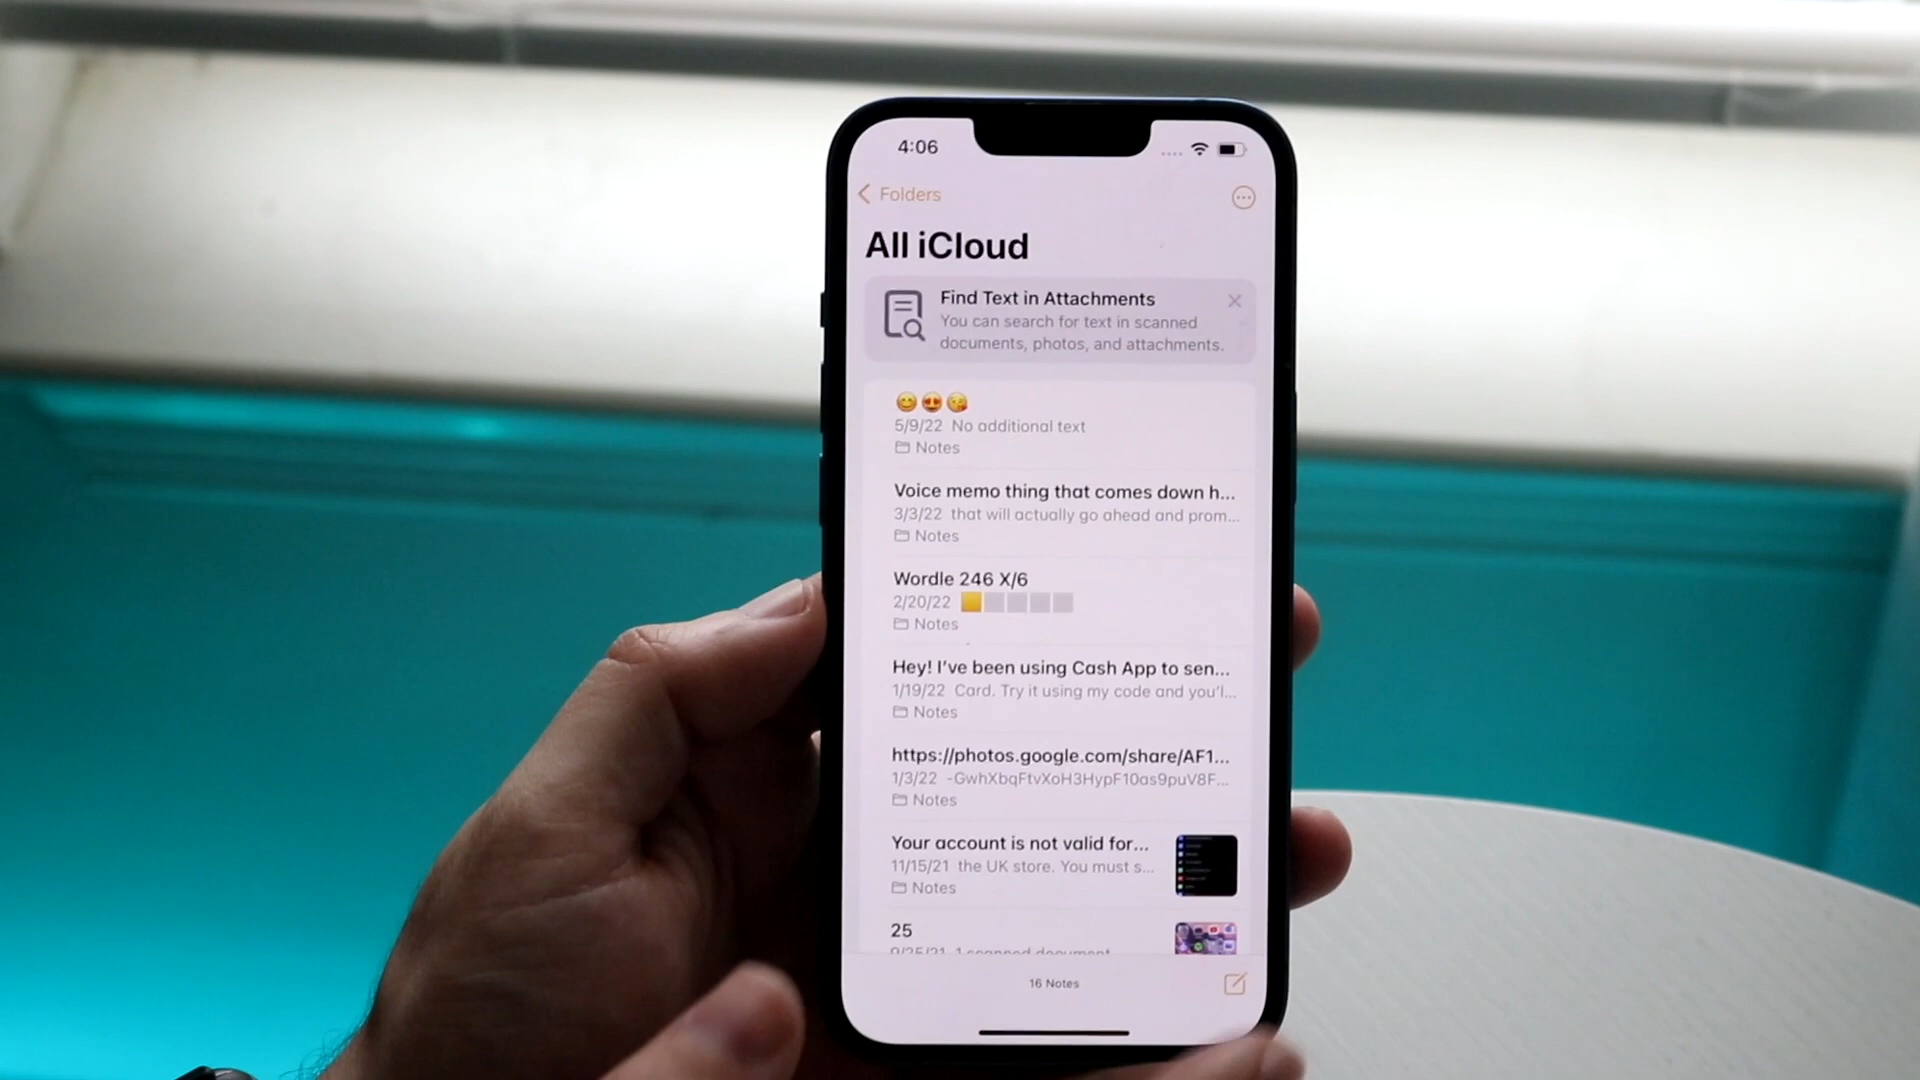 4:06
Folders
All iCloud
Find Text in Attachments
You can search for text in scanned
documents, photos, and attachments.
😊😍😘
5/9/22 No additional text
Notes
Voice memo thing that comes down h...
3/3/22 that will actually go ahead and prom...
Notes
Wordle 246 X/6
2/20/22 🟨⬜⬜⬜⬜
Notes
Hey! I've been using Cash App to sen...
1/19/22 Card. Try it using my code and you'l...
Notes
https://photos.google.com/share/AF1...
1/3/22 -GwhXbqFtvXoH3HypF10as9puV8F...
Notes
Your account is not valid for...
11/15/21 the UK store. You must s...
Notes
25
9/25/21 1 scanned document
16 Notes